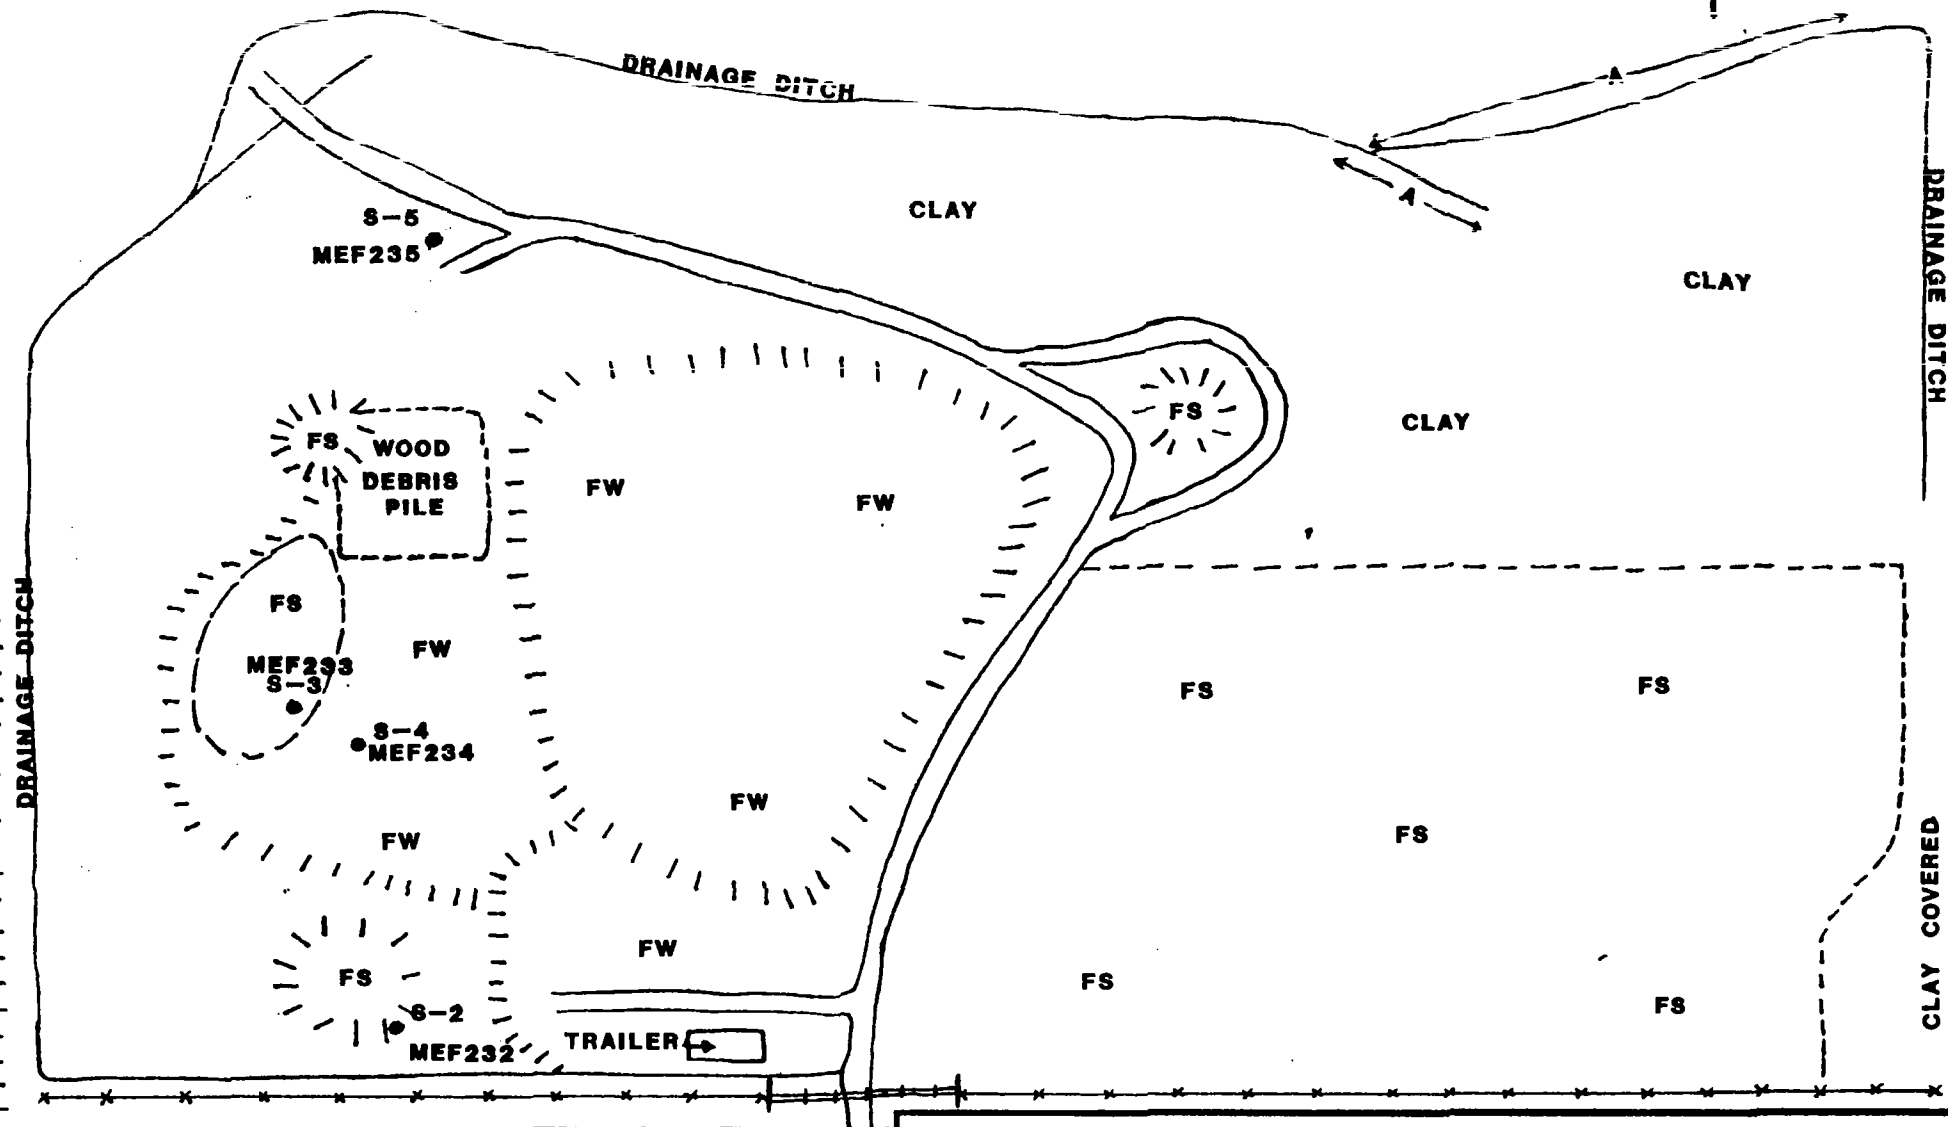 DRAINAGE DITCH
A
A
S-5
MEF235
CLAY
DRAINAGE DITCH
CLAY
FS
CLAY
FS
WOOD
DEBRIS
PILE
FW
FW
FS
FW
MEF233
S-3
S-4
MEF234
DRAINAGE DITCH
FS
FS
FW
FS
FW
CLAY COVERED
FW
FS
FS
FS
S-2
MEF232
TRAILER